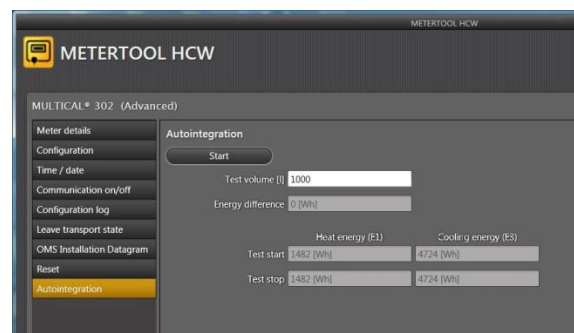 METERTOOL HCW
METERTOOL HCW
MULTICAL® 302 (Advanced)
Meter details
Configuration
Time / date
Communication on/off
Configuration log
Leave transport state
OMS Installation Datagram
Reset
Autointegration
Autointegration
Start
Test volume [l] 1000
Energy difference 0 [Wh]
Heat energy (E1) Cooling energy (E3)
Test start 1482 [Wh] 4724 [Wh]
Test stop 1482 [Wh] 4724 [Wh]